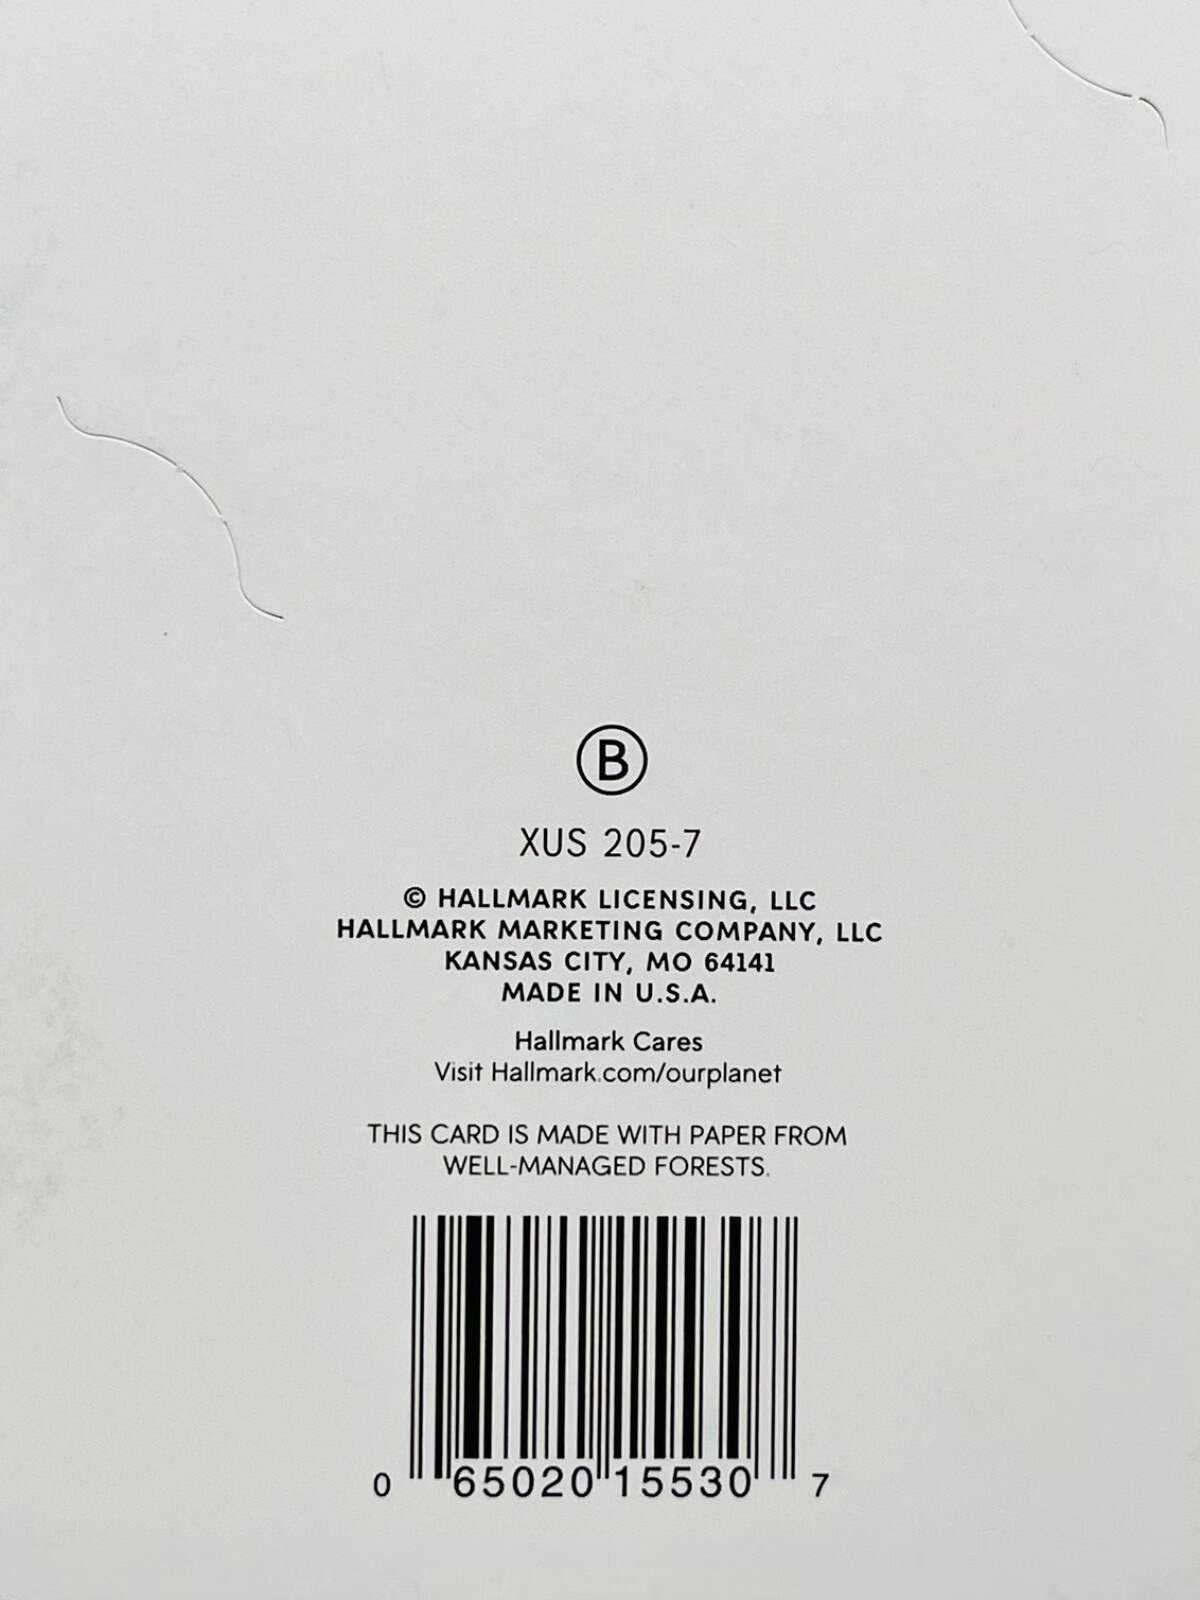 B
XUS 205-7
© HALLMARK LICENSING, LLC
HALLMARK MARKETING COMPANY, LLC
KANSAS CITY, MO 64141
MADE IN U.S.A.
Hallmark Cares
Visit Hallmark.com/ourplanet
THIS CARD IS MADE WITH PAPER FROM
WELL-MANAGED FORESTS.
0 65020 15530 7